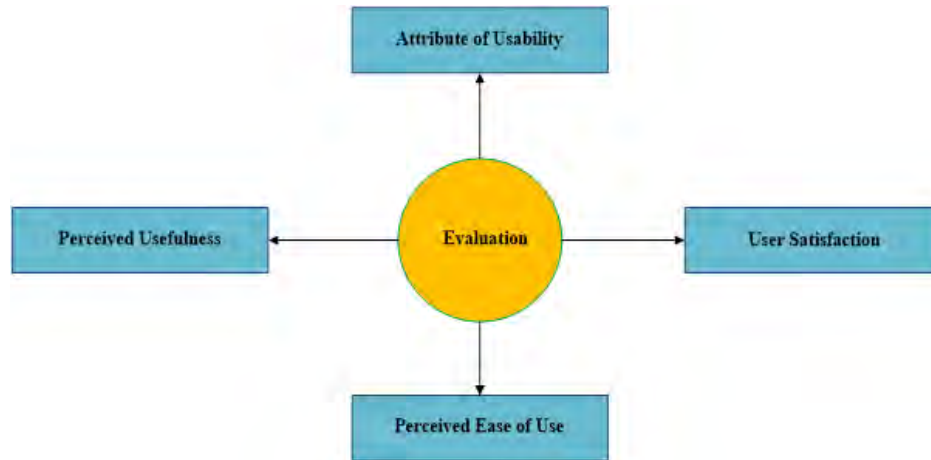 Attribute of Usability
Perceived Usefulness
Evaluation
User Satisfaction
Perceived Ease of Use